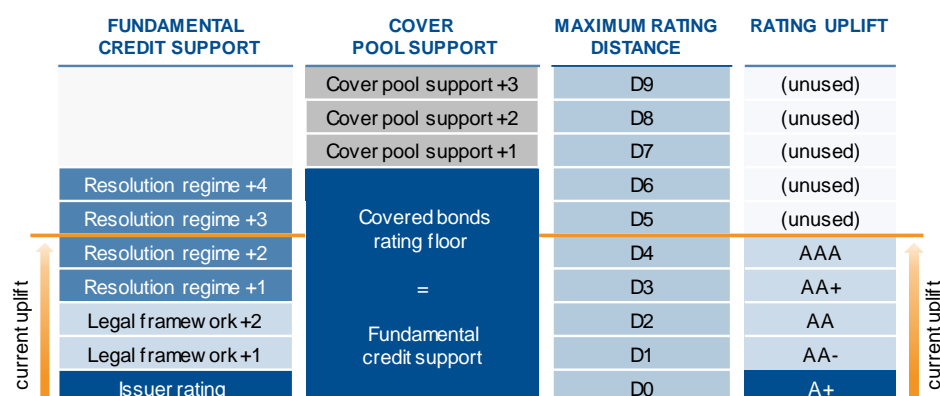 FUNDAMENTAL
CREDIT SUPPORT
COVER
POOL SUPPORT
MAXIMUM RATING
DISTANCE
RATING UPLIFT
Cover pool support +3
D9
(unused)
Cover pool support +2
D8
(unused)
Cover pool support +1
D7
(unused)
Resolution regime +4
D6
(unused)
Resolution regime +3
D5
(unused)
Covered bonds
rating floor
=
Fundamental
credit support
Resolution regime +2
D4
AAA
Resolution regime +1
D3
AA+
Legal framework +2
D2
AA
Legal framework +1
D1
AA-
Issuer rating
D0
A+
current uplift
current uplift